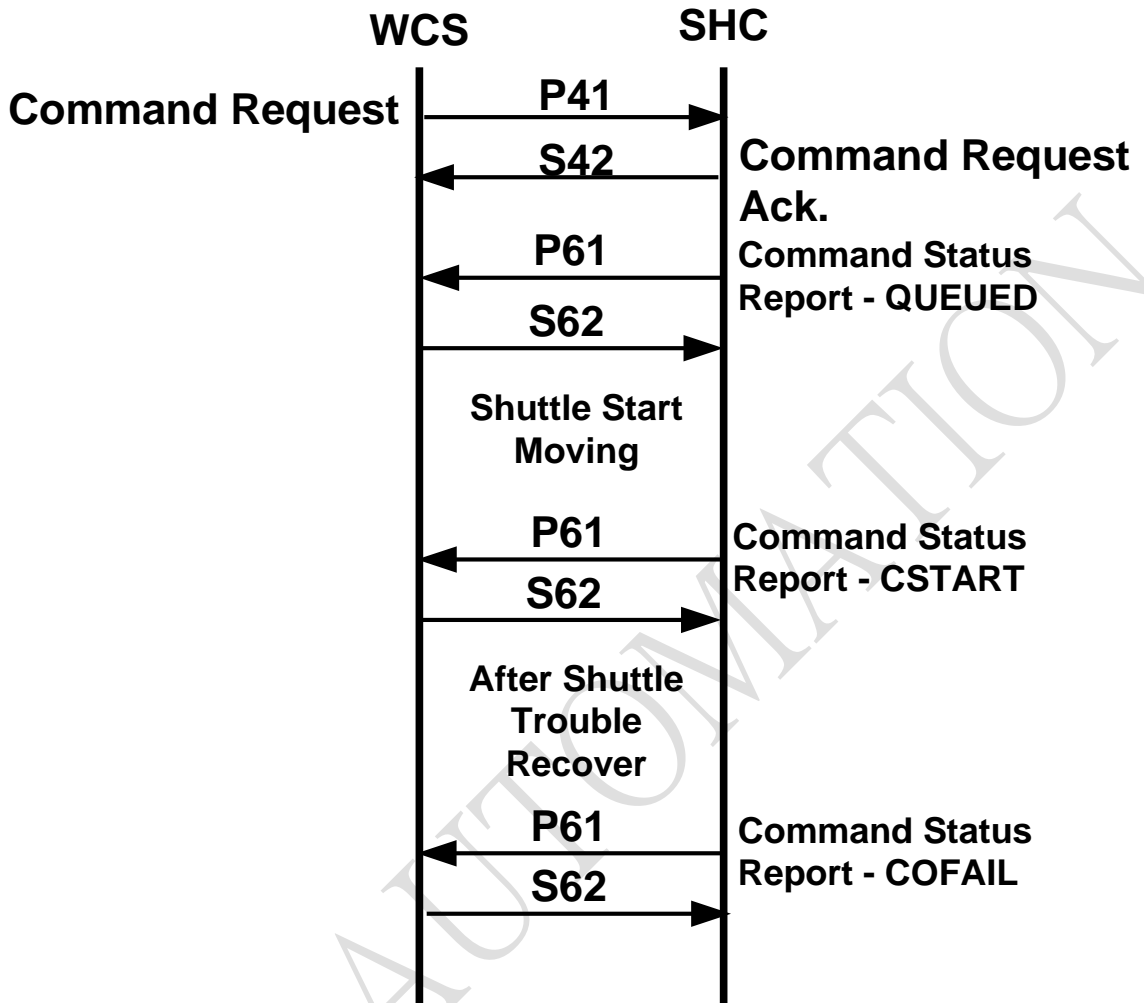 WCS
SHC
Command Request
P41
S42
Command Request
Ack.
P61
Command Status
Report - QUEUED
S62
Shuttle Start
Moving
P61
Command Status
Report - CSTART
S62
After Shuttle
Trouble
Recover
P61
Command Status
Report - COFAIL
S62
AUTOMATION